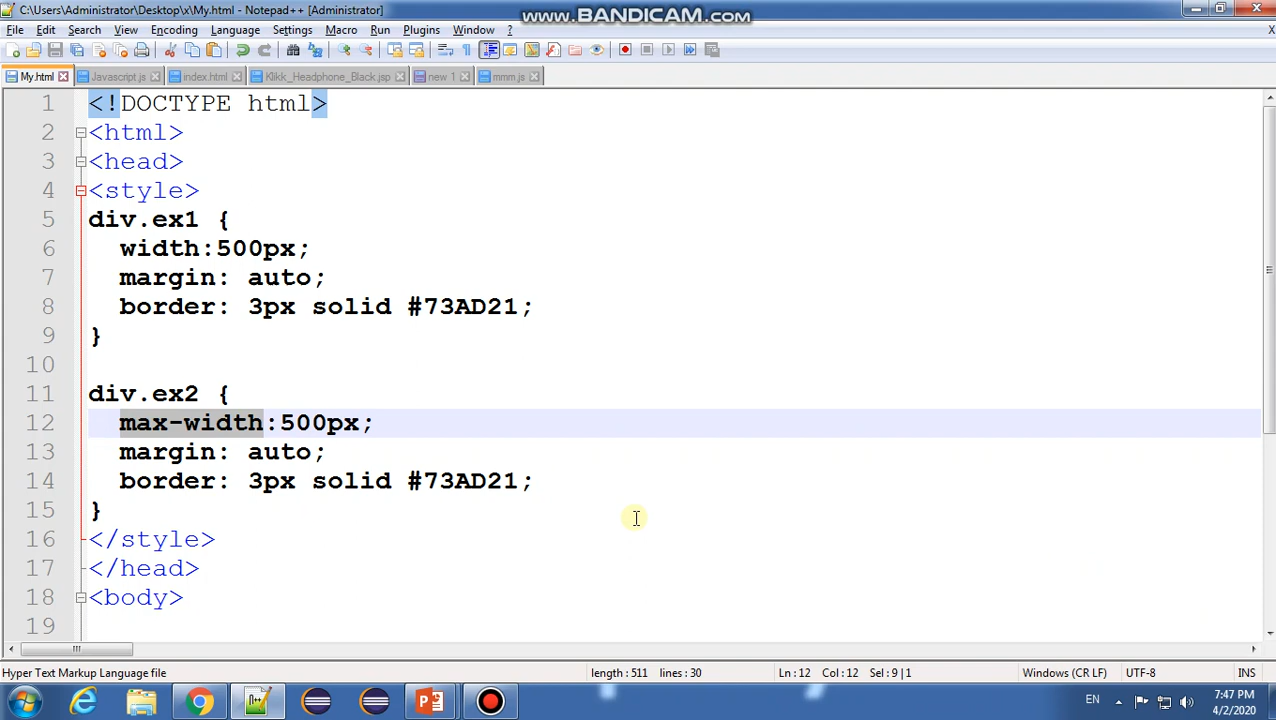 C:\Users\Administrator\Desktop\x\My.html - Notepad++ [Administrator]
www.BANDICAM.com
File Edit Search View Encoding Language Settings Macro Run Plugins Window ? X
My.html Javascript.js index.html Klikk_Headphone_Black.jsp new 1 mmm.js
1 <!DOCTYPE html>
2 <html>
3 <head>
4 <style>
5 div.ex1 {
6 width:500px;
7 margin: auto;
8 border: 3px solid #73AD21;
9 }
10
11 div.ex2 {
12 max-width:500px;
13 margin: auto;
14 border: 3px solid #73AD21;
15 }
16 </style>
17 </head>
18 <body>
19
Hyper Text Markup Language file length : 511 lines : 30 Ln : 12 Col : 12 Sel : 9 | 1 Windows (CR LF) UTF-8 INS
EN 7:47 PM
4/2/2020